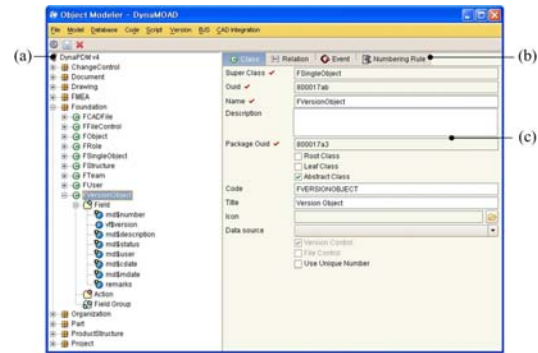 Object Modeler - DynaMOAD
File Model Database Code Script Version BJS CAD Integration
(a)
DynaPDM v4
ChangeControl
Document
Drawing
FMEA
Foundation
FCADFile
FFileControl
FObject
FRole
FSingleObject
FStructure
FTeam
FUser
FVersionObject
Field
md$number
vf$version
md$description
md$status
md$user
md$cdate
md$mdate
remarks
Action
Field Group
Organization
Part
ProductStructure
Project
Class Relation Event Numbering Rule
(b)
Super Class FSingleObject
Ouid 800017ab
Name FVersionObject
Description
(c)
Package Ouid 800017a3
Root Class
Leaf Class
Abstract Class
Code FVERSIONOBJECT
Title Version Object
Icon
Data source
Version Control
File Control
Use Unique Number